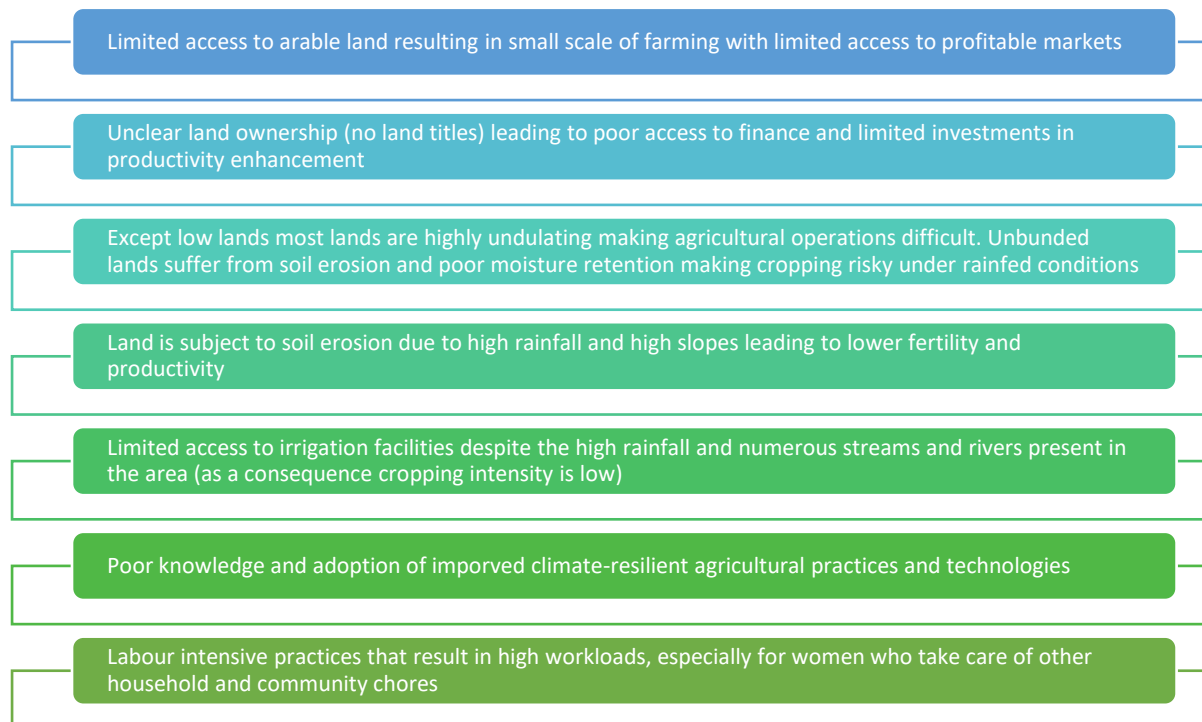 Limited access to arable land resulting in small scale of farming with limited access to profitable markets
Unclear land ownership (no land titles) leading to poor access to finance and limited investments in
productivity enhancement
Except low lands most lands are highly undulating making agricultural operations difficult. Unbunded
lands suffer from soil erosion and poor moisture retention making cropping risky under rainfed conditions
Land is subject to soil erosion due to high rainfall and high slopes leading to lower fertility and
productivity
Limited access to irrigation facilities despite the high rainfall and numerous streams and rivers present in
the area (as a consequence cropping intensity is low)
Poor knowledge and adoption of imporved climate-resilient agricultural practices and technologies
Labour intensive practices that result in high workloads, especially for women who take care of other
household and community chores